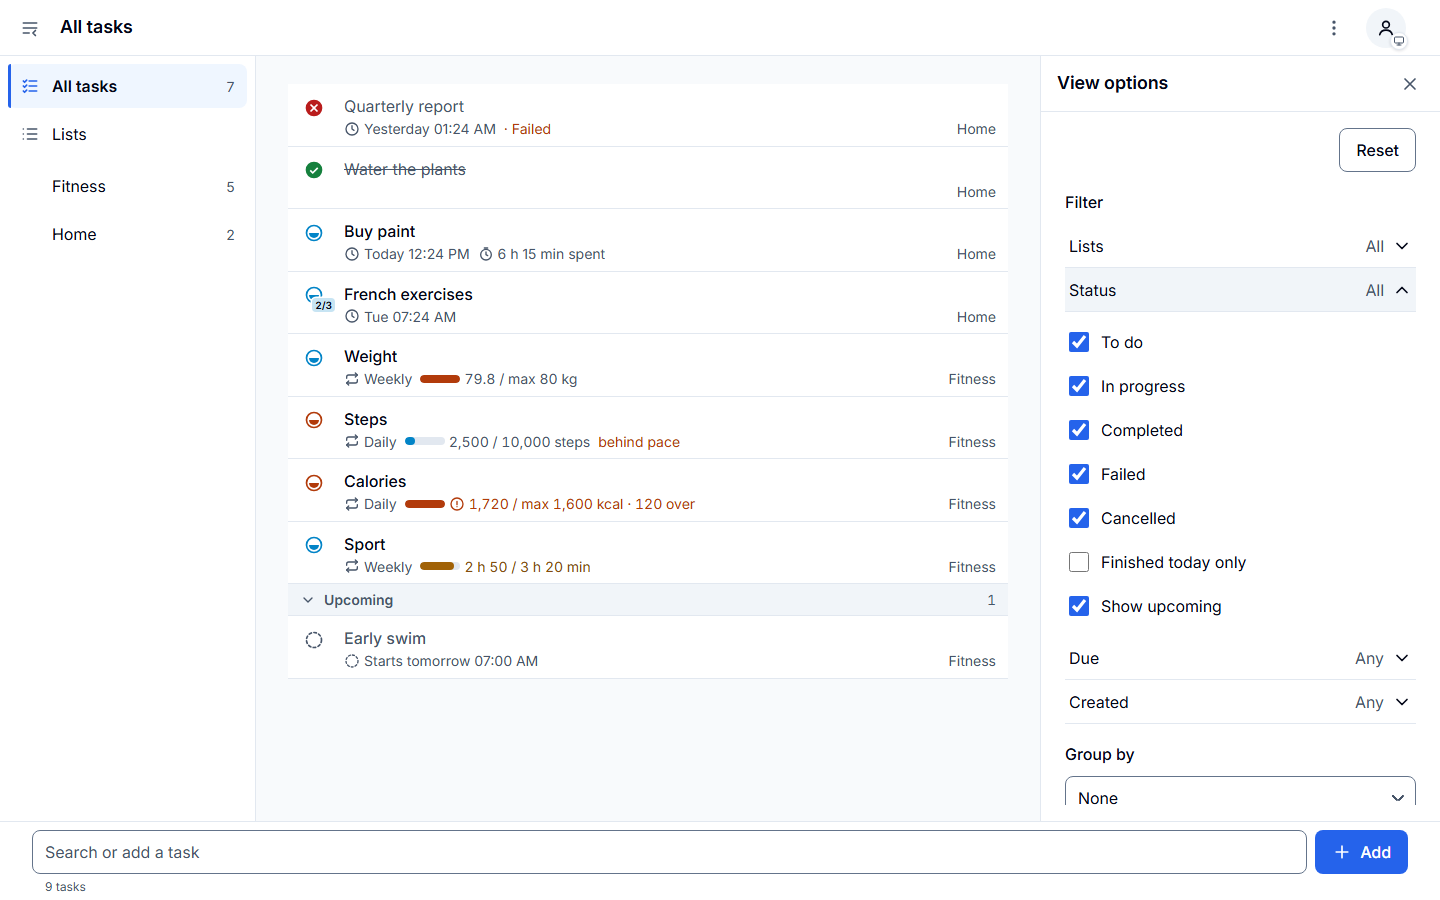 All tasks
All tasks 7
Lists
Fitness 5
Home 2
Quarterly report
Yesterday 01:24 AM · Failed Home
Water the plants
Home
Buy paint
Today 12:24 PM 6 h 15 min spent Home
2/3 French exercises
Tue 07:24 AM Home
Weight
Weekly 79.8 / max 80 kg Fitness
Steps
Daily 2,500 / 10,000 steps behind pace Fitness
Calories
Daily 1,720 / max 1,600 kcal · 120 over Fitness
Sport
Weekly 2 h 50 / 3 h 20 min Fitness
Upcoming 1
Early swim
Starts tomorrow 07:00 AM Fitness
View options
Reset
Filter
Lists All
Status All
To do
In progress
Completed
Failed
Cancelled
Finished today only
Show upcoming
Due Any
Created Any
Group by
None
Search or add a task
Add
9 tasks